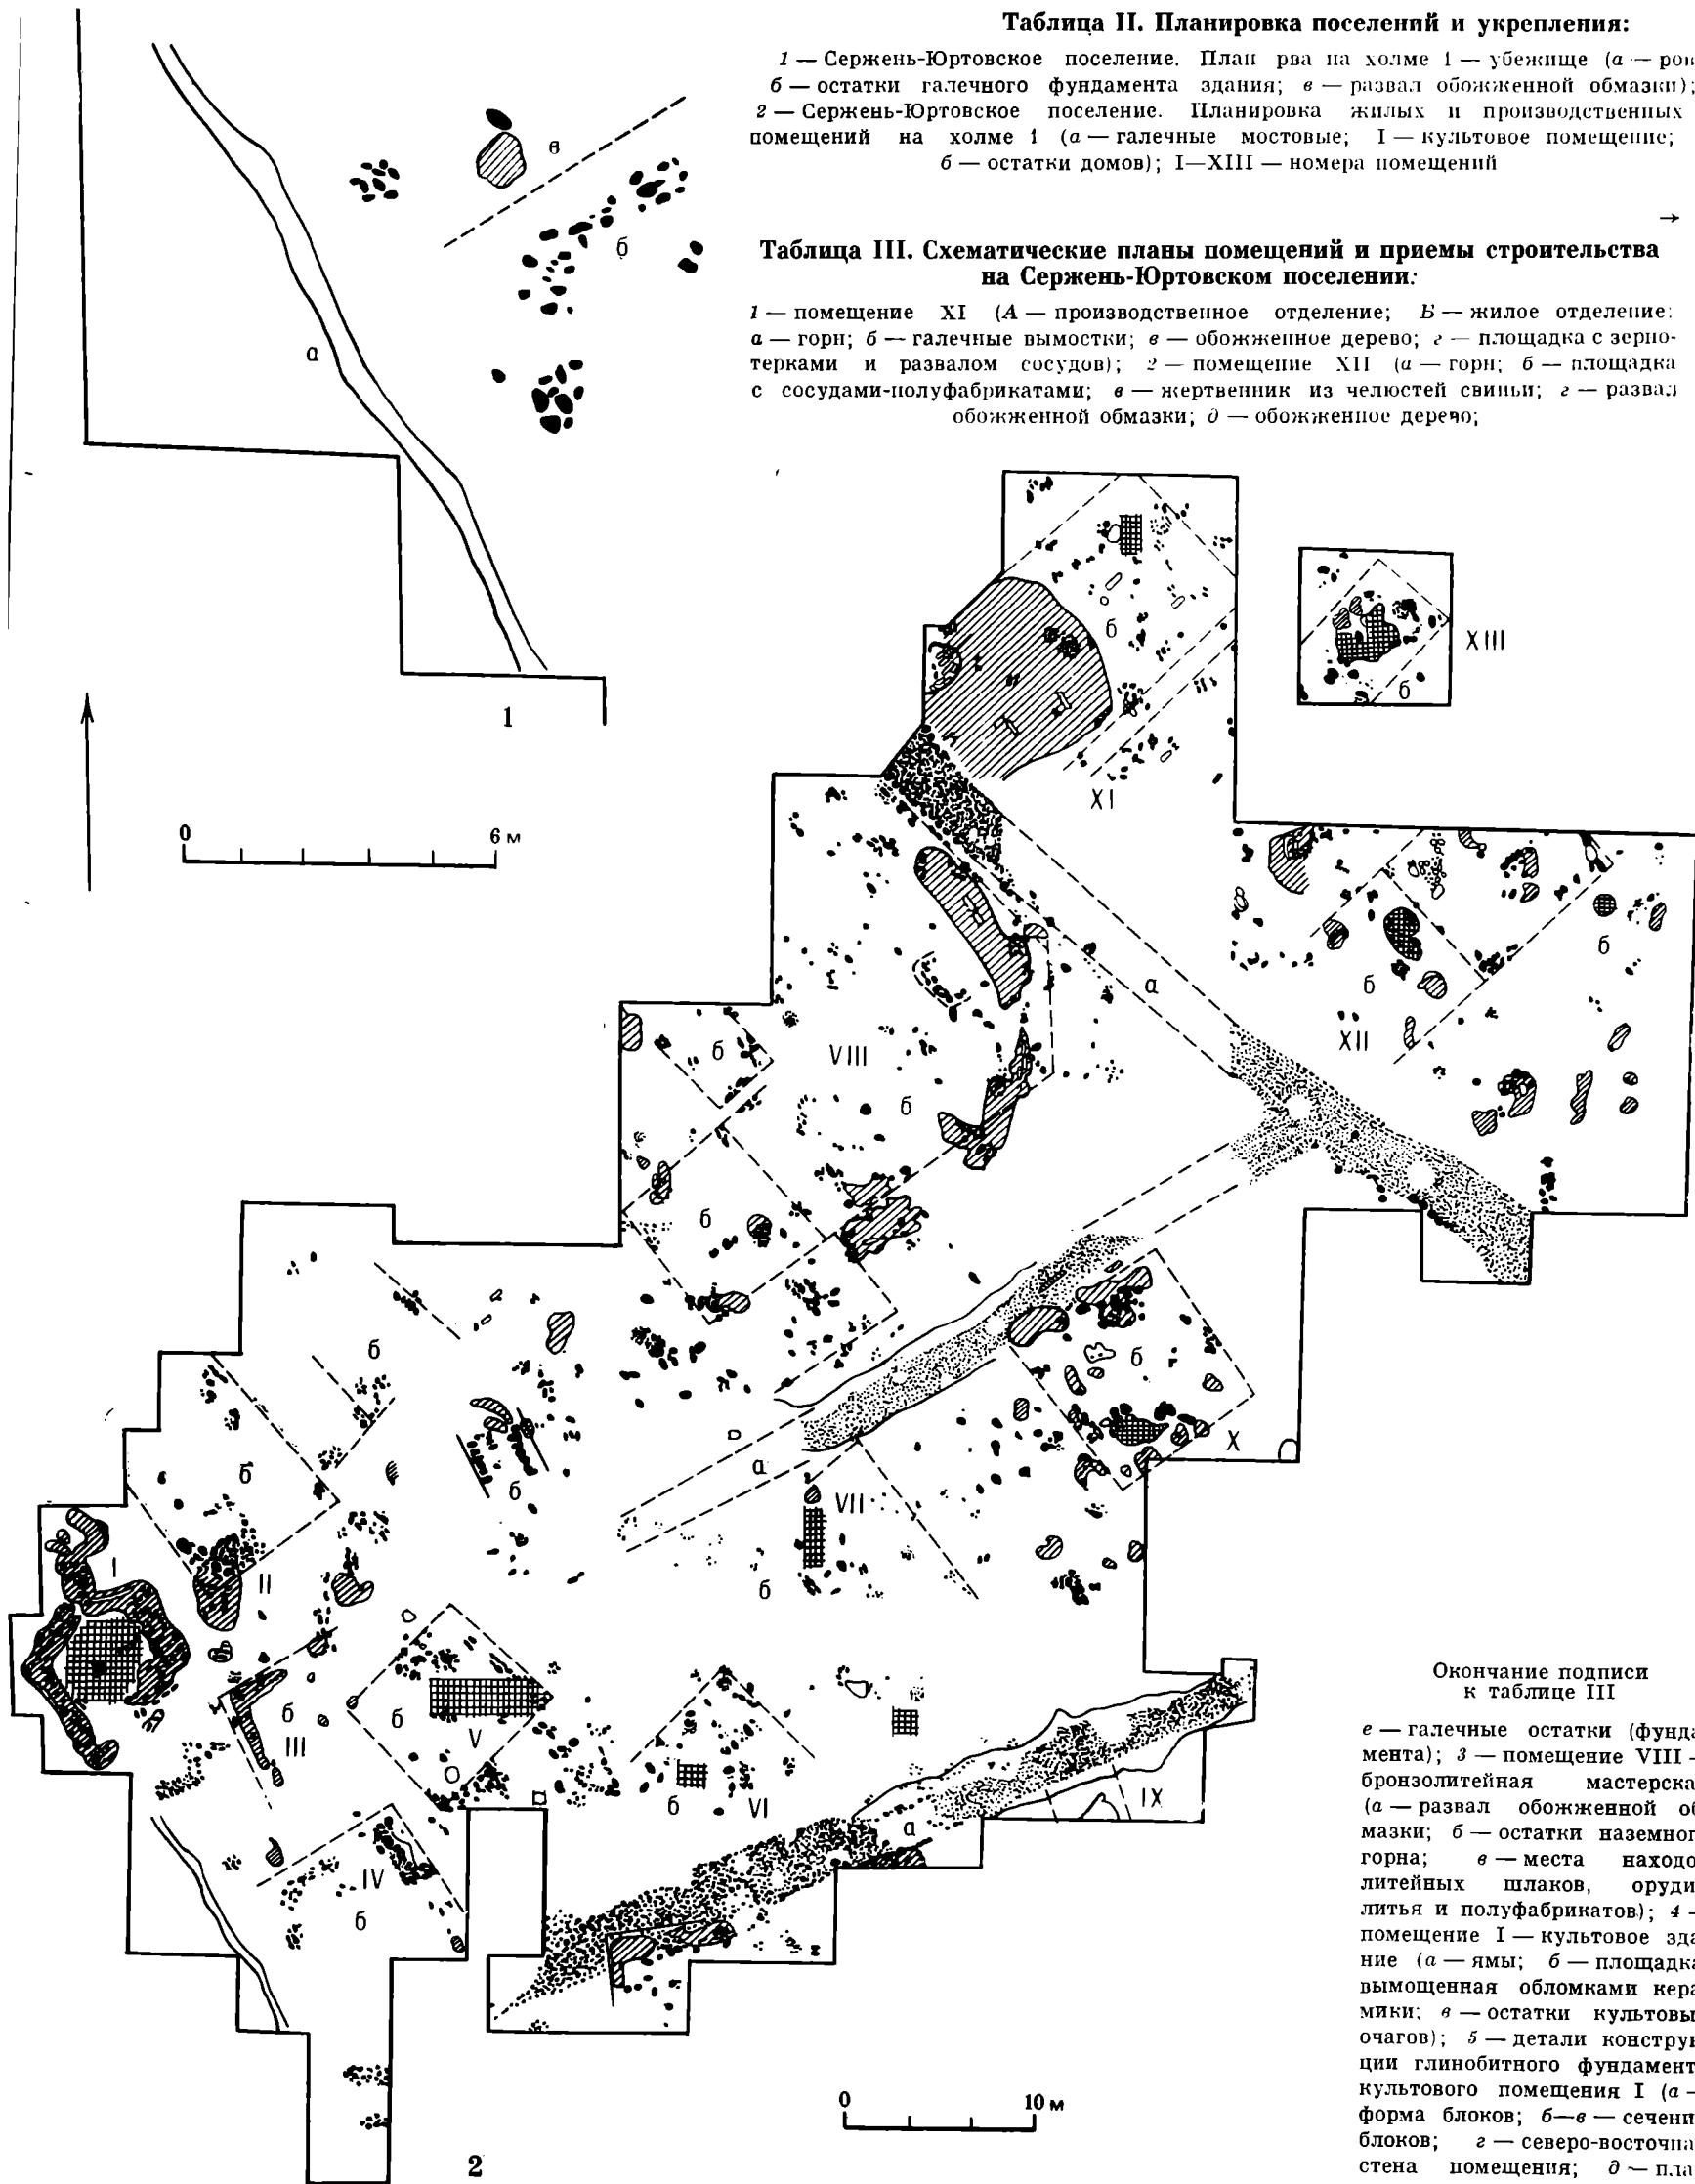 Таблица II. Планировка поселений и укрепления:
1 — Сержень-Юртовское поселение. План рва на холме 1 — убежище (а — ров
б — остатки галечного фундамента здания; в — развал обожженной обмазки);
2 — Сержень-Юртовское поселение. Планировка жилых и производственных
помещений на холме 1 (а — галечные мостовые; I — культовое помещение;
б — остатки домов); I—XIII — номера помещений
→
Таблица III. Схематические планы помещений и приемы строительства
на Сержень-Юртовском поселении:
1 — помещение XI (А — производственное отделение; Б — жилое отделение:
а — горн; б — галечные вымостки; в — обожженное дерево; г — площадка с зерно-
терками и развалом сосудов); 2 — помещение XII (а — горн; б — площадка
с сосудами-полуфабрикатами; в — жертвенник из челюстей свиньи; г — развал
обожженной обмазки; д — обожженное дерево;
в
б
а
1
0 6 м
б
XIII
б
XI
а
б
б
XII
б
VIII
б
б
б
б
X
б
а
VII
б
б
I
II
б
III
б
V
б
VI
IX
а
IV
б
0 10 м
2
Окончание подписи
к таблице III
е — галечные остатки (фунда
мента); 3 — помещение VIII —
бронзолитейная мастерска
(а — развал обожженной об
мазки; б — остатки наземног
горна; в — места находо
литейных шлаков, оруди
литья и полуфабрикатов); 4 —
помещение I — культовое зда
ние (а — ямы; б — площадка
вымощенная обломками кера
мики; в — остатки культовы
очагов); 5 — детали конструк
ции глинобитного фундамент
культового помещения I (а —
форма блоков; б—в — сечени
блоков; г — северо-восточна
стена помещения; д — пла